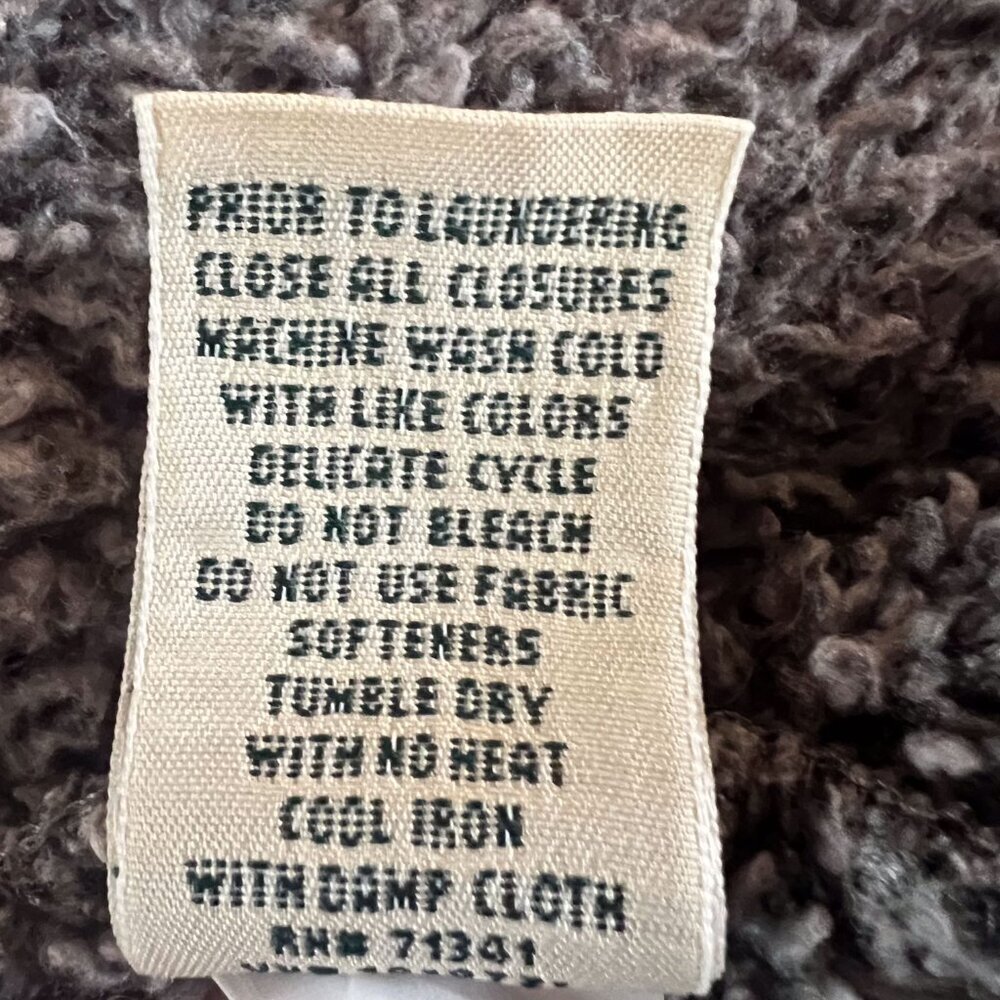 PRIOR TO LAUNDERING
CLOSE ALL CLOSURES
MACHINE WASH COLD
WITH LIKE COLORS
DELICATE CYCLE
DO NOT BLEACH
DO NOT USE FABRIC
SOFTENERS
TUMBLE DRY
WITH NO HEAT
COOL IRON
WITH DAMP CLOTH
RN# 71341